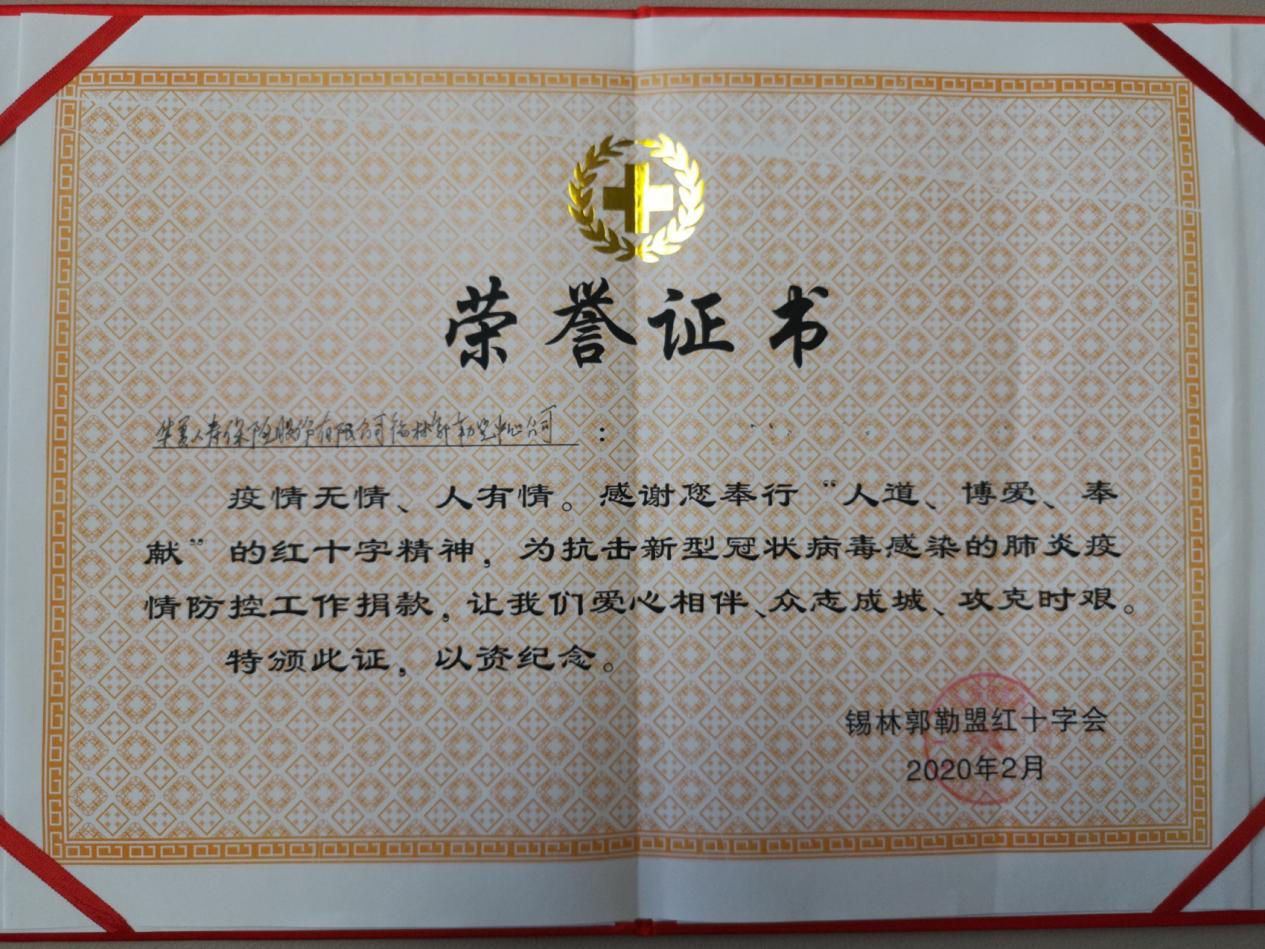 荣誉证书
华夏人寿保险股份有限公司锡林郭勒盟中心公司：
疫情无情、人有情。感谢您奉行“人道、博爱、奉
献”的红十字精神，为抗击新型冠状病毒感染的肺炎疫
情防控工作捐款，让我们爱心相伴、众志成城、攻克时艰。
特颁此证，以资纪念。
锡林郭勒盟红十字会
2020年2月